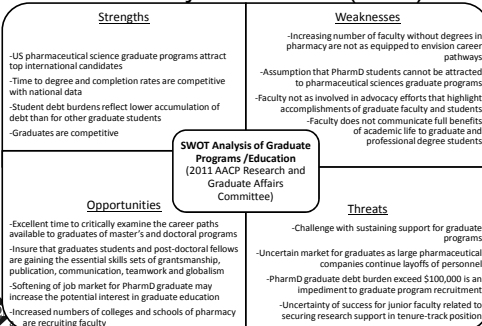 Strengths
-US pharmaceutical science graduate programs attract
top international candidates
-Time to degree and completion rates are competitive
with national data
-Student debt burdens reflect lower accumulation of
debt than for other graduate students
-Graduates are competitive
Weaknesses
-Increasing number of faculty without degrees in
pharmacy are not as equipped to envision career
pathways
-Assumption that PharmD students cannot be attracted
to pharmaceutical sciences graduate programs
-Faculty not as involved in advocacy efforts that highlight
accomplishments of graduate faculty and students
-Faculty does not communicate full benefits
of academic life to graduate and
professional degree students
SWOT Analysis of Graduate
Programs /Education
(2011 AACP Research and
Graduate Affairs
Committee)
Opportunities
-Excellent time to critically examine the career paths
available to graduates of master's and doctoral programs
-Insure that graduates students and post-doctoral fellows
are gaining the essential skills sets of grantsmanship,
publication, communication, teamwork and globalism
-Softening of job market for PharmD graduate may
increase the potential interest in graduate education
-Increased numbers of colleges and schools of pharmacy
are recruiting faculty
Threats
-Challenge with sustaining support for graduate
programs
-Uncertain market for graduates as large pharmaceutical
companies continue layoffs of personnel
-PharmD graduate debt burden exceed $100,000 is an
impediment to graduate program recruitment
-Uncertainty of success for junior faculty related to
securing research support in tenure-track position